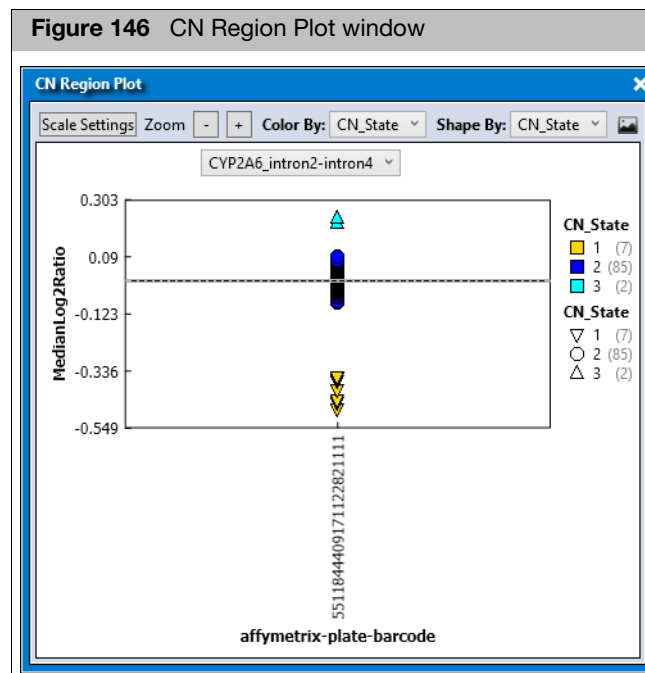 Figure 146 CN Region Plot window
CN Region Plot
Scale Settings Zoom - + Color By: CN_State Shape By: CN_State
CYP2A6_intron2-intron4
0.303
0.09
-0.123
-0.336
-0.549
MedianLog2Ratio
CN_State
1 (7)
2 (85)
3 (2)
CN_State
1 (7)
2 (85)
3 (2)
5511844409171122821111
affymetrix-plate-barcode